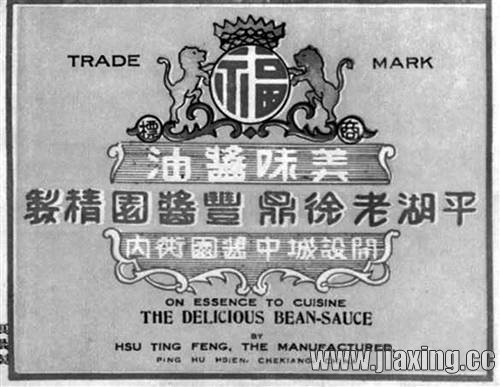 TRADE MARK
福
商標
美味醬油
平湖老徐鼎豐醬園精製
開設城中醬園衖內
ON ESSENCE TO CUISINE
THE DELICIOUS BEAN-SAUCE
BY
HSU TING FENG, THE MANUFACTURED
PING HU HSIEN, CHEKIANG,
www.jiaxing.cc